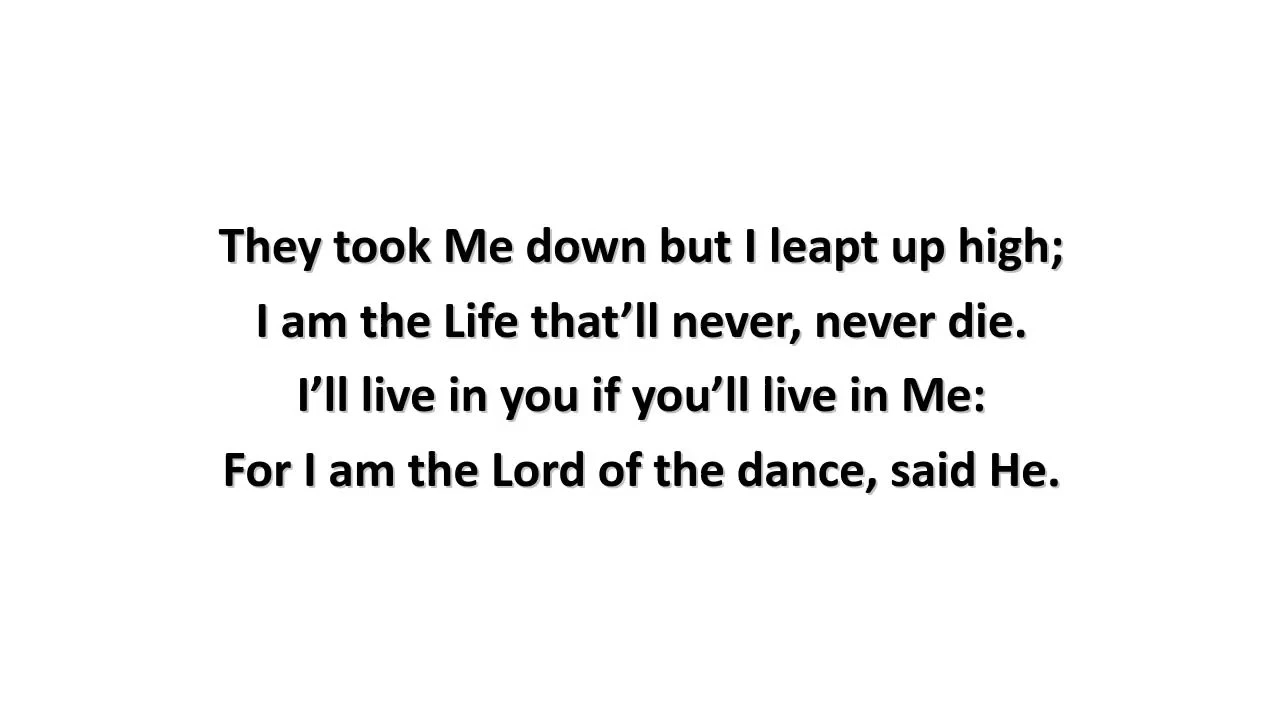 They took Me down but I leapt up high;
I am the Life that’ll never, never die.
I’ll live in you if you’ll live in Me:
For I am the Lord of the dance, said He.